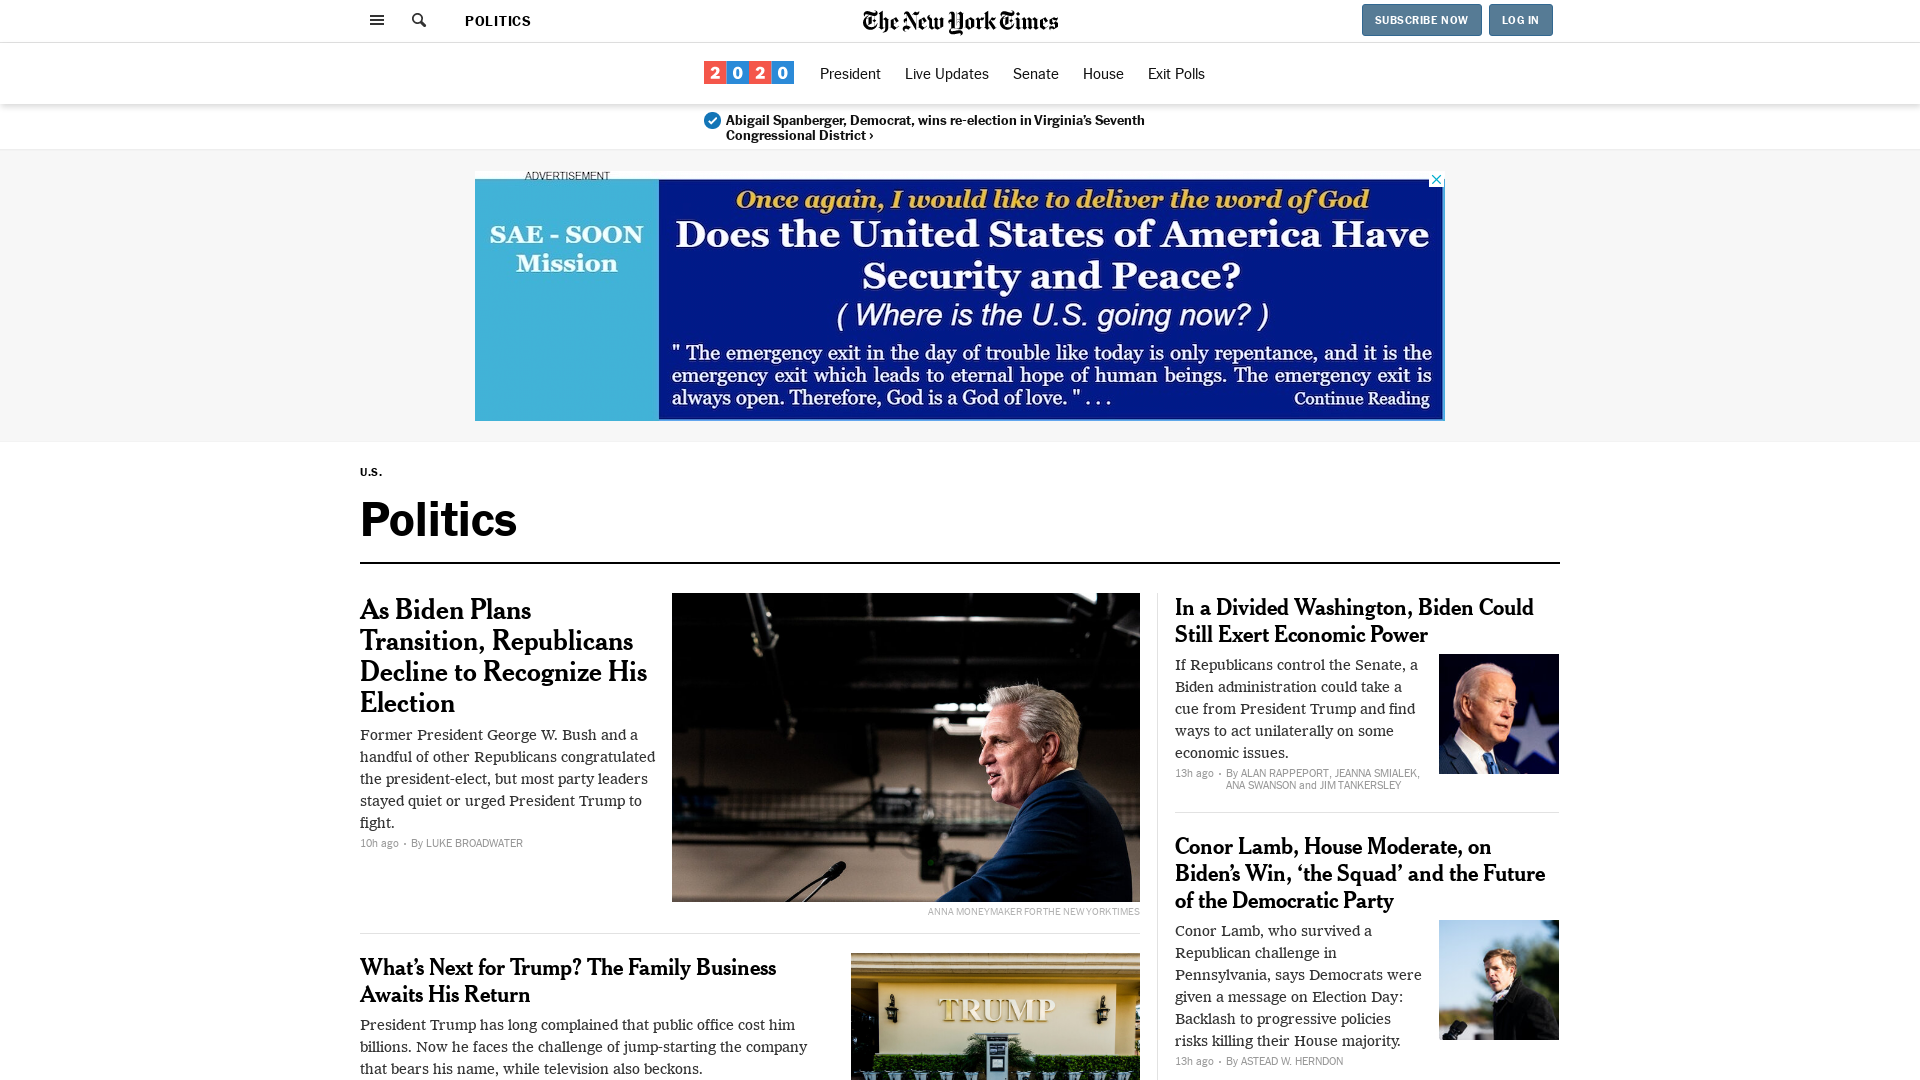 POLITICS
The New York Times
SUBSCRIBE NOW
LOG IN
2020
President
Live Updates
Senate
House
Exit Polls
Abigail Spanberger, Democrat, wins re-election in Virginia’s Seventh
Congressional District ›
ADVERTISEMENT
SAE - SOON
Mission
Once again, I would like to deliver the word of God
Does the United States of America Have
Security and Peace?
( Where is the U.S. going now? )
" The emergency exit in the day of trouble like today is only repentance, and it is the
emergency exit which leads to eternal hope of human beings. The emergency exit is
always open. Therefore, God is a God of love. " . . .
Continue Reading
U.S.
Politics
As Biden Plans
Transition, Republicans
Decline to Recognize His
Election
Former President George W. Bush and a
handful of other Republicans congratulated
the president-elect, but most party leaders
stayed quiet or urged President Trump to
fight.
10h ago · By LUKE BROADWATER
ANNA MONEYMAKER FOR THE NEW YORK TIMES
What’s Next for Trump? The Family Business
Awaits His Return
President Trump has long complained that public office cost him
billions. Now he faces the challenge of jump-starting the company
that bears his name, while television also beckons.
TRUMP
In a Divided Washington, Biden Could
Still Exert Economic Power
If Republicans control the Senate, a
Biden administration could take a
cue from President Trump and find
ways to act unilaterally on some
economic issues.
13h ago · By ALAN RAPPEPORT, JEANNA SMIALEK,
ANA SWANSON and JIM TANKERSLEY
Conor Lamb, House Moderate, on
Biden’s Win, ‘the Squad’ and the Future
of the Democratic Party
Conor Lamb, who survived a
Republican challenge in
Pennsylvania, says Democrats were
given a message on Election Day:
Backlash to progressive policies
risks killing their House majority.
13h ago · By ASTEAD W. HERNDON